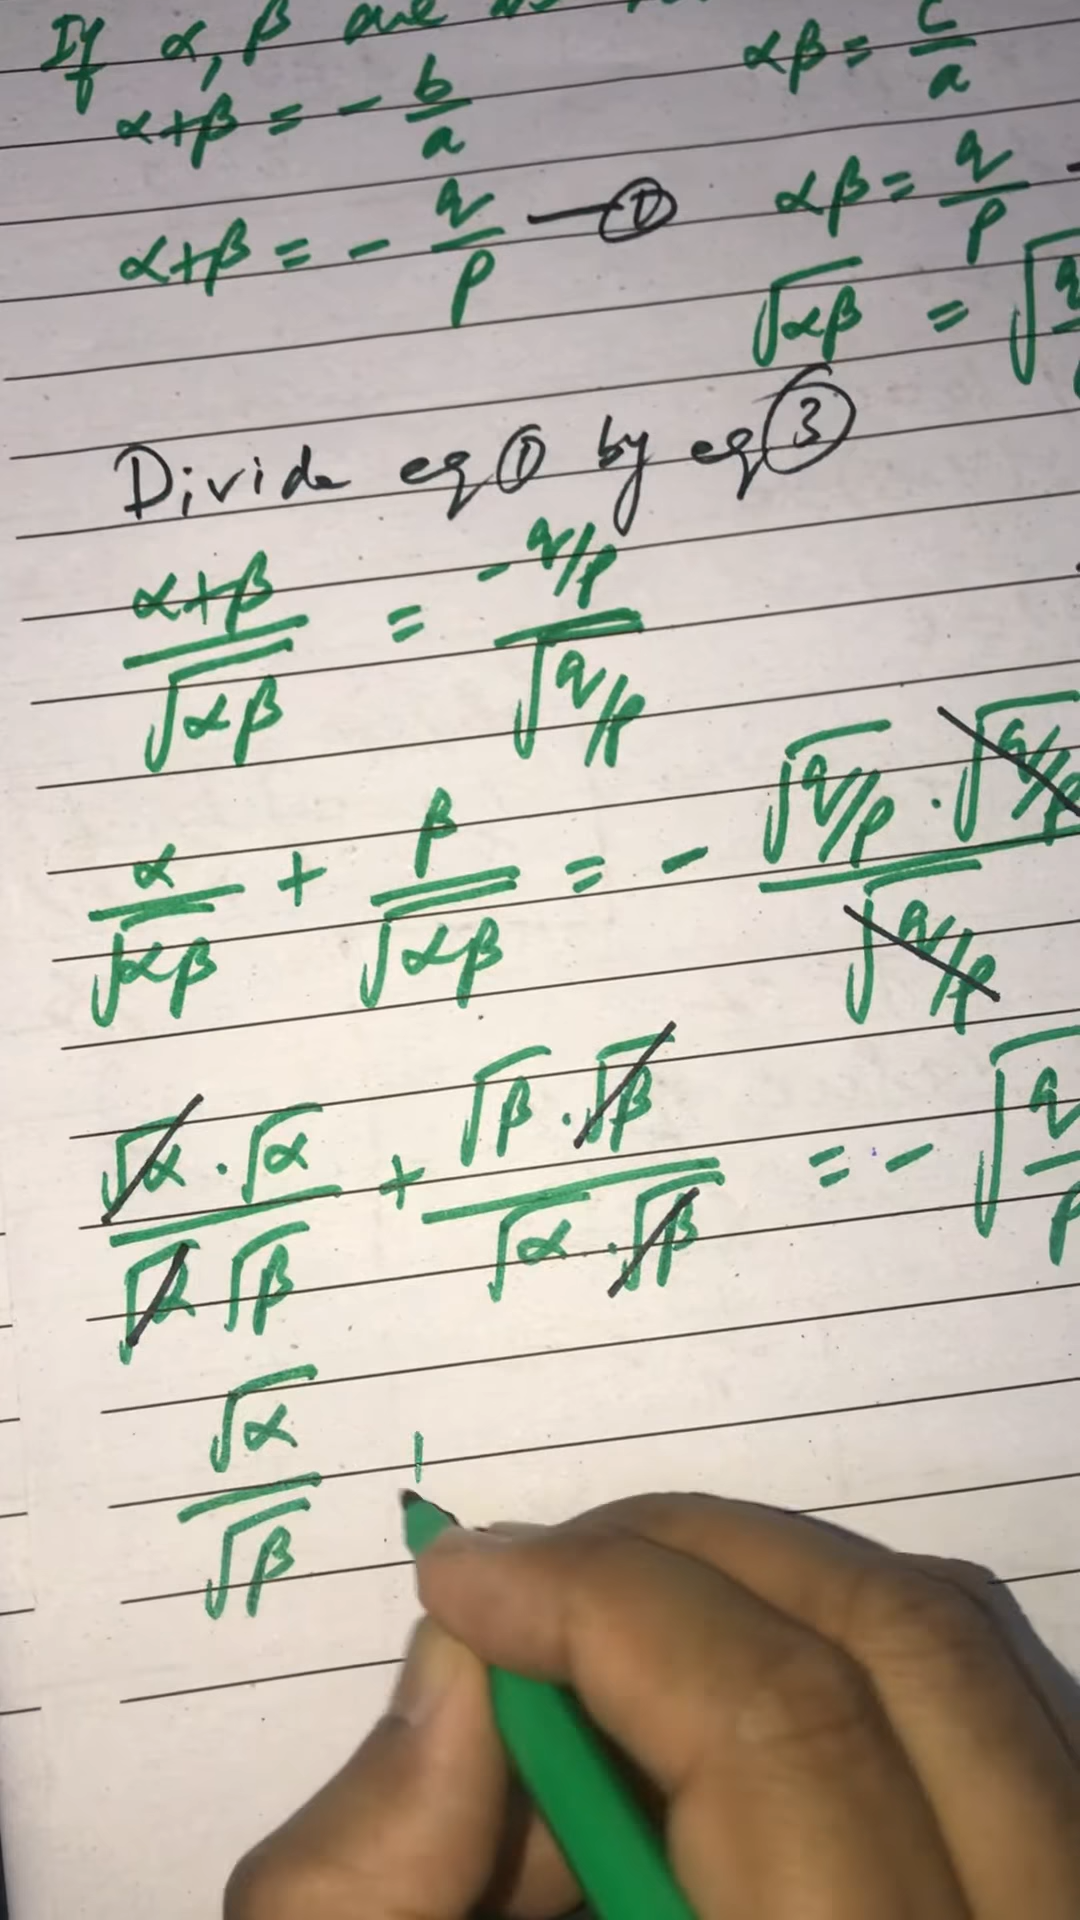 If α, β are
α+β = - b/a αβ = c/a
α+β = - q/p — ① αβ = q/p
√αβ = √q
Divide eq ① by eq ③
α+β/√αβ = -q/p/√q/p
α/√αβ + β/√αβ = - √q/p . √q/p/√q/p
√α . √α/√α √β + √β . √β/√α . √β = - √q/p
√α/√β